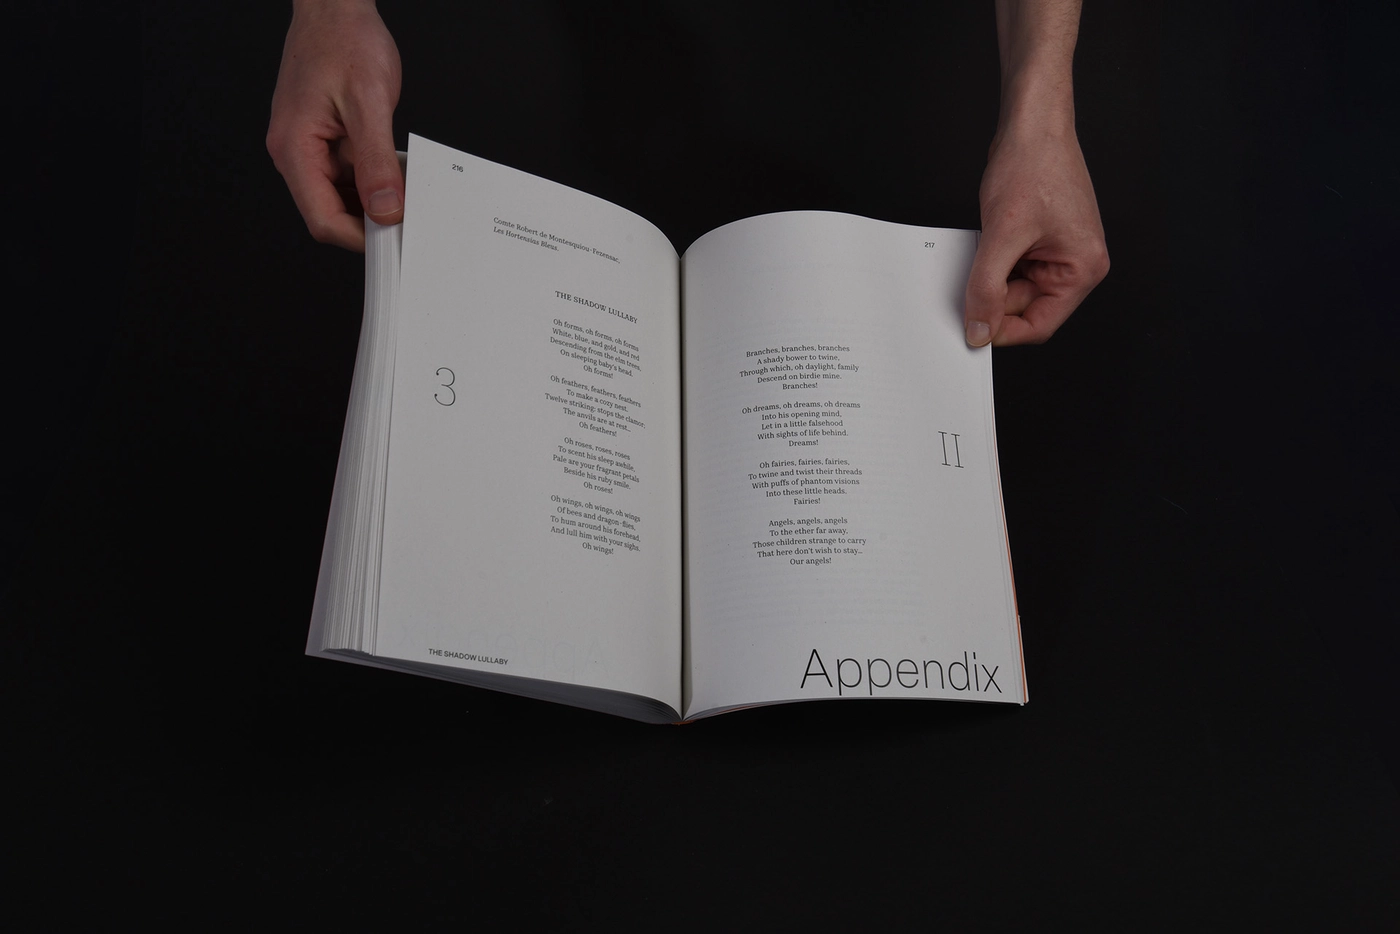 216
Comte Robert de Montesquiou-Fezensac,
Les Hortensias Bleus.
THE SHADOW LULLABY
Oh forms, oh forms, oh forms
White, blue, and gold, and red
Descending from the elm trees,
On sleeping baby's head.
Oh forms!
Oh feathers, feathers, feathers
To make a cozy nest.
Twelve striking: stops the clamor;
The anvils are at rest...
Oh feathers!
Oh roses, roses, roses
To scent his sleep awhile,
Pale are your fragrant petals
Beside his ruby smile.
Oh roses!
Oh wings, oh wings, oh wings
Of bees and dragon-flies,
To hum around his forehead,
And lull him with your sighs.
Oh wings!
3
THE SHADOW LULLABY
217
Branches, branches, branches
A shady bower to twine,
Through which, oh daylight, family
Descend on birdie mine.
Branches!
Oh dreams, oh dreams, oh dreams
Into his opening mind,
Let in a little falsehood
With sights of life behind.
Dreams!
Oh fairies, fairies, fairies,
To twine and twist their threads
With puffs of phantom visions
Into these little heads.
Fairies!
Angels, angels, angels
To the ether far away,
Those children strange to carry
That here don't wish to stay...
Our angels!
II
Appendix